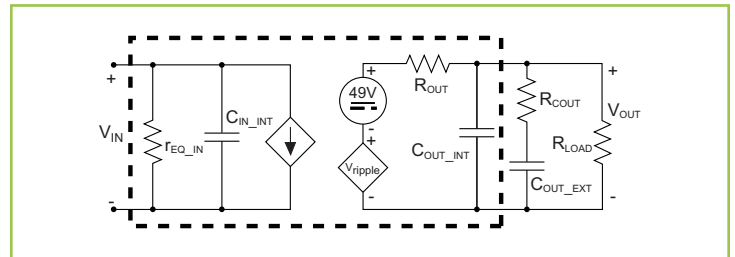 +
V_IN
-
r_EQ_IN
C_IN_INT
+
49V
-
+
V_ripple
-
R_OUT
C_OUT_INT
R_COUT
C_OUT_EXT
+
V_OUT
R_LOAD
-